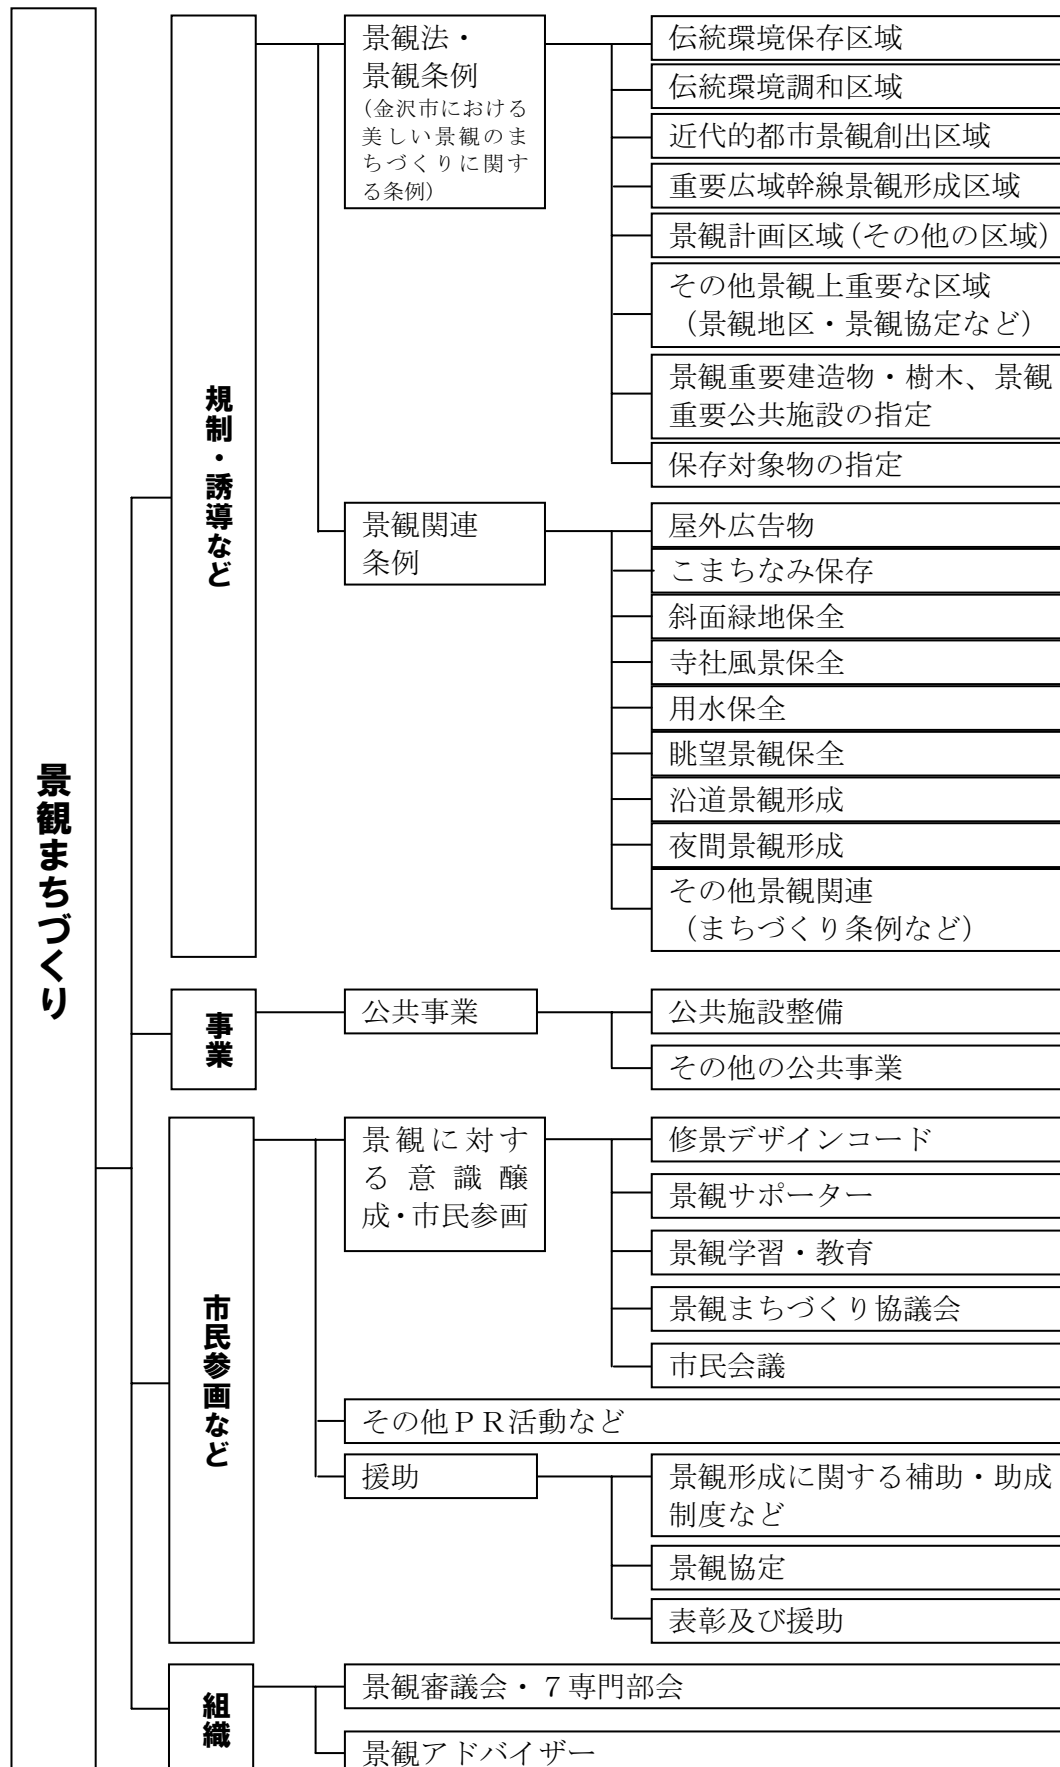 景観まちづくり
規制・誘導など
景観法・
景観条例
(金沢市における
美しい景観のま
ちづくりに関す
る条例)
伝統環境保存区域
伝統環境調和区域
近代的都市景観創出区域
重要広域幹線景観形成区域
景観計画区域(その他の区域)
その他景観上重要な区域
(景観地区・景観協定など)
景観重要建造物・樹木、景観
重要公共施設の指定
保存対象物の指定
景観関連
条例
屋外広告物
こまちなみ保存
斜面緑地保全
寺社風景保全
用水保全
眺望景観保全
沿道景観形成
夜間景観形成
その他景観関連
(まちづくり条例など)
事業
公共事業
公共施設整備
その他の公共事業
市民参画など
景観に対す
る意識醸
成・市民参画
修景デザインコード
景観サポーター
景観学習・教育
景観まちづくり協議会
市民会議
その他PR活動など
援助
景観形成に関する補助・助成
制度など
景観協定
表彰及び援助
組織
景観審議会・7専門部会
景観アドバイザー